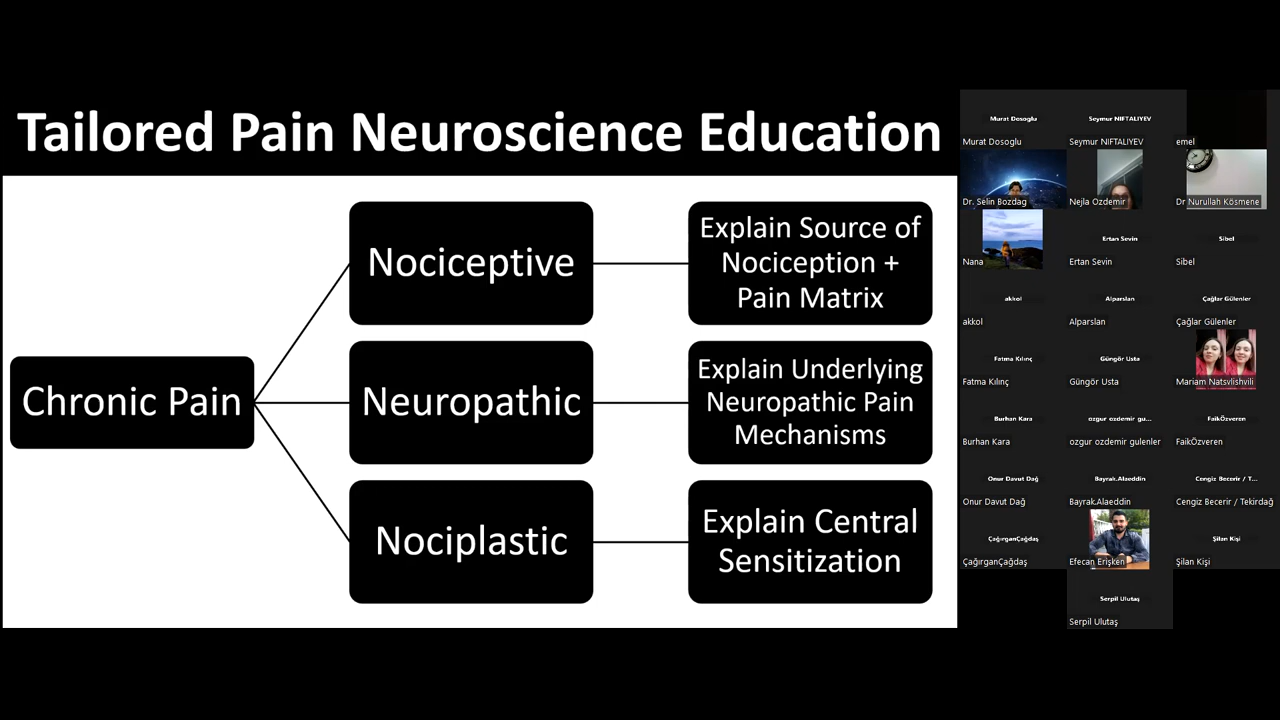 Tailored Pain Neuroscience Education
Chronic Pain
Nociceptive
Explain Source of
Nociception +
Pain Matrix
Neuropathic
Explain Underlying
Neuropathic Pain
Mechanisms
Nociplastic
Explain Central
Sensitization
Murat Dosoglu
Seymur NIFTALIYEV
Murat Dosoglu
Seymur NIFTALIYEV
emel
Dr. Selin Bozdag
Nejla Ozdemir
Dr Nurullah Kösmene
Ertan Sevin
Sibel
Nana
Ertan Sevin
Sibel
akkol
Alparslan
Çağlar Gülenler
akkol
Alparslan
Çağlar Gülenler
Fatma Kılınç
Güngör Usta
Fatma Kılınç
Güngör Usta
Mariam Natsvlishvili
Burhan Kara
ozgur ozdemir gu...
FaikÖzveren
Burhan Kara
ozgur ozdemir gulenler
FaikÖzveren
Onur Davut Dağ
Bayrak.Alaeddin
Cengiz Becerir / T...
Onur Davut Dağ
Bayrak.Alaeddin
Cengiz Becerir / Tekirdağ
ÇağırganÇağdaş
Şilan Kişi
ÇağırganÇağdaş
Efecan Erişken
Şilan Kişi
Serpil Ulutaş
Serpil Ulutaş